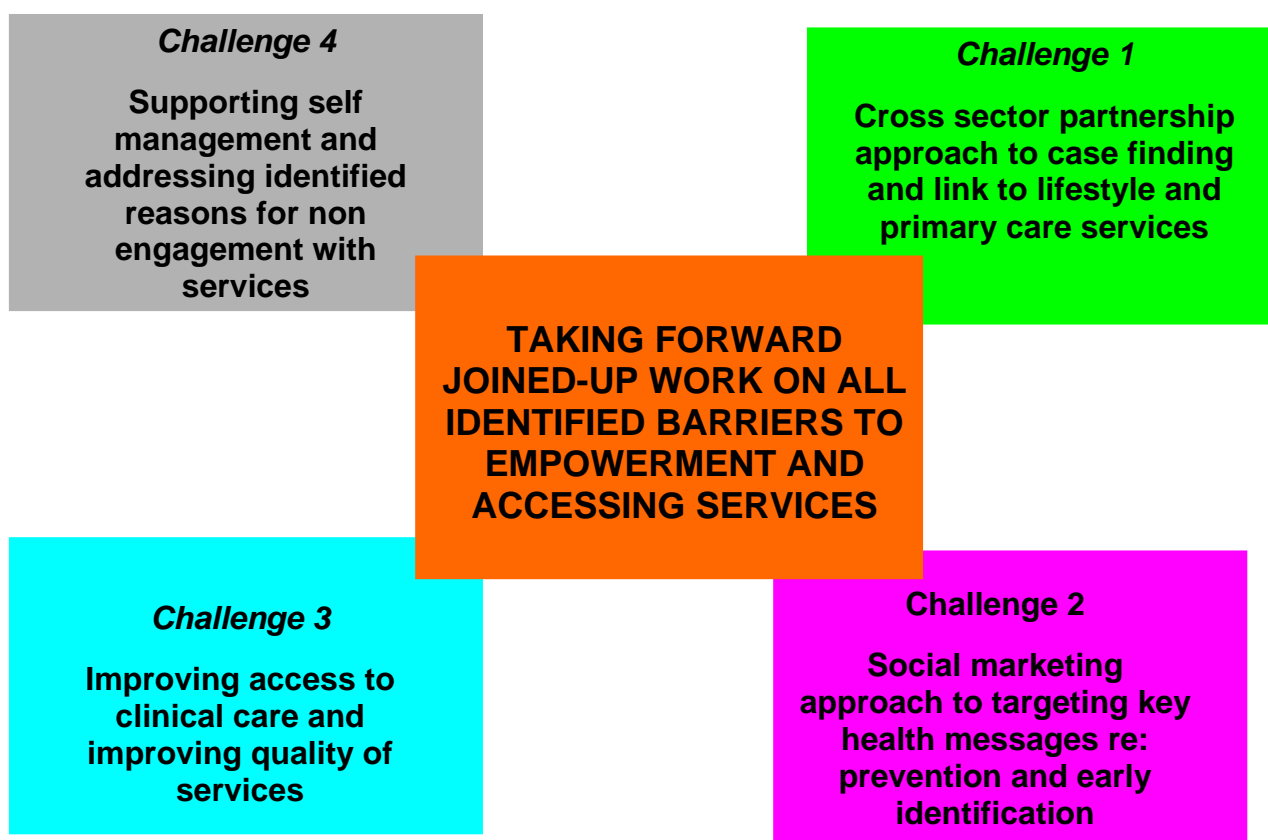 Challenge 4
Supporting self
management and
addressing identified
reasons for non
engagement with
services
Challenge 1
Cross sector partnership
approach to case finding
and link to lifestyle and
primary care services
TAKING FORWARD
JOINED-UP WORK ON ALL
IDENTIFIED BARRIERS TO
EMPOWERMENT AND
ACCESSING SERVICES
Challenge 3
Improving access to
clinical care and
improving quality of
services
Challenge 2
Social marketing
approach to targeting key
health messages re:
prevention and early
identification